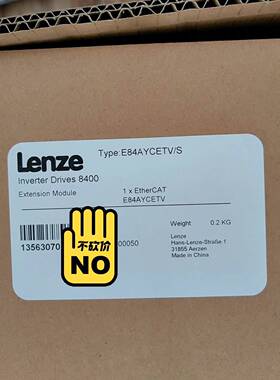 Lenze
Type:E84AYCETV/S
Inverter Drives 8400
Extension Module
1 x EtherCAT
E84AYCETV
不砍价
NO
Weight 0.2 KG
13563070
00050
Lenze
Hans-Lenze-Straße 1
31855 Aerzen
Made in China